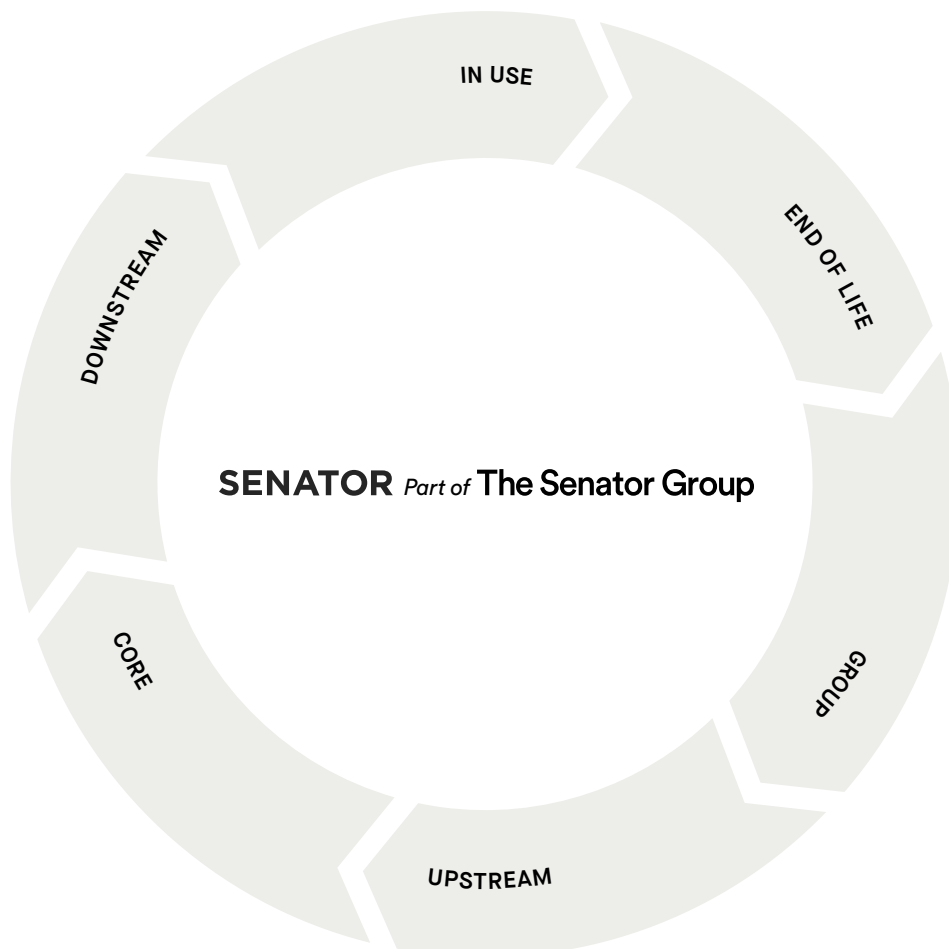 IN USE
END OF LIFE
GROUP
UPSTREAM
CORE
DOWNSTREAM
SENATOR Part of The Senator Group